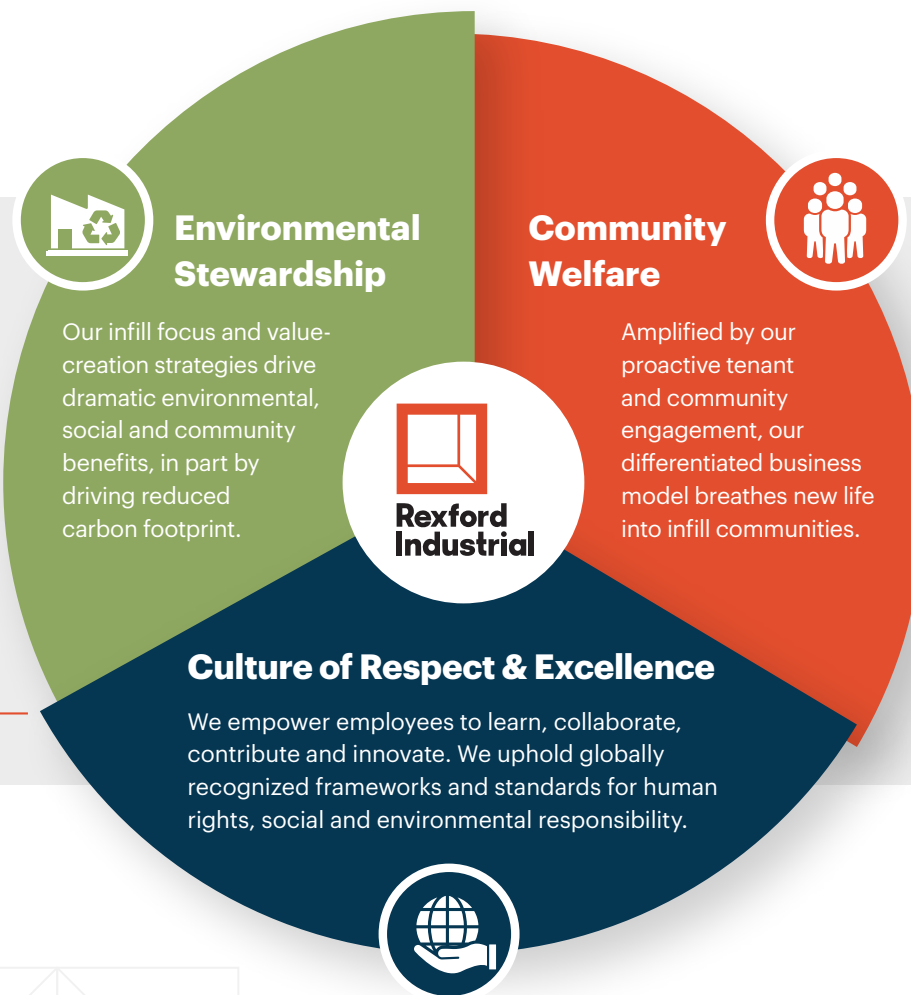 Environmental
Stewardship
Our infill focus and value-
creation strategies drive
dramatic environmental,
social and community
benefits, in part by
driving reduced
carbon footprint.
Community
Welfare
Amplified by our
proactive tenant
and community
engagement, our
differentiated business
model breathes new life
into infill communities.
Rexford
Industrial
Culture of Respect & Excellence
We empower employees to learn, collaborate,
contribute and innovate. We uphold globally
recognized frameworks and standards for human
rights, social and environmental responsibility.